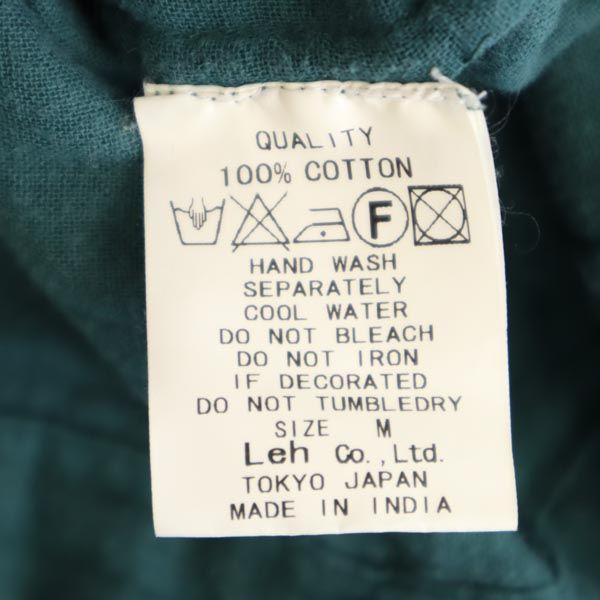 QUALITY
100% COTTON
F
HAND WASH
SEPARATELY
COOL WATER
DO NOT BLEACH
DO NOT IRON
IF DECORATED
DO NOT TUMBLEDRY
SIZE M
Leh Co.,Ltd.
TOKYO JAPAN
MADE IN INDIA